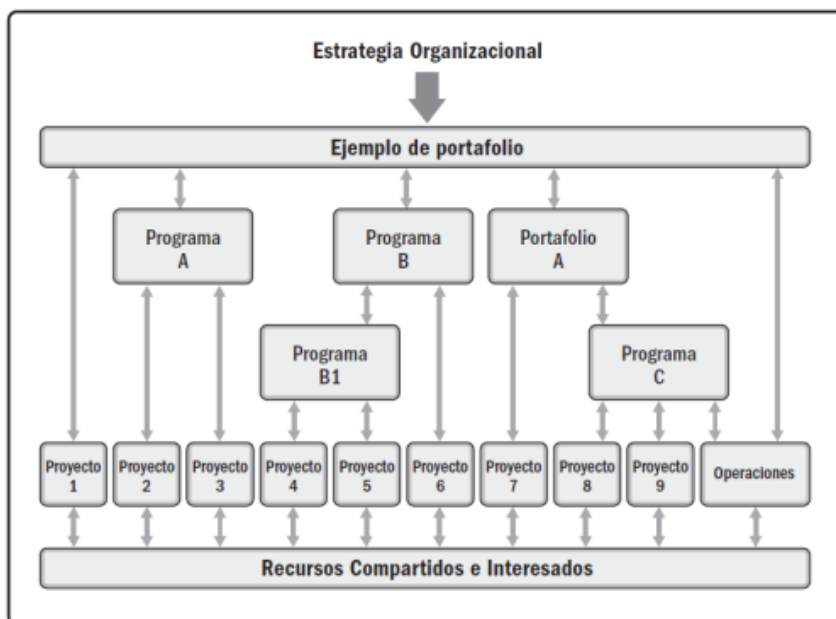 Estrategia Organizacional
Ejemplo de portafolio
Programa
A
Programa
B
Portafolio
A
Programa
B1
Programa
C
Proyecto
1
Proyecto
2
Proyecto
3
Proyecto
4
Proyecto
5
Proyecto
6
Proyecto
7
Proyecto
8
Proyecto
9
Operaciones
Recursos Compartidos e Interesados